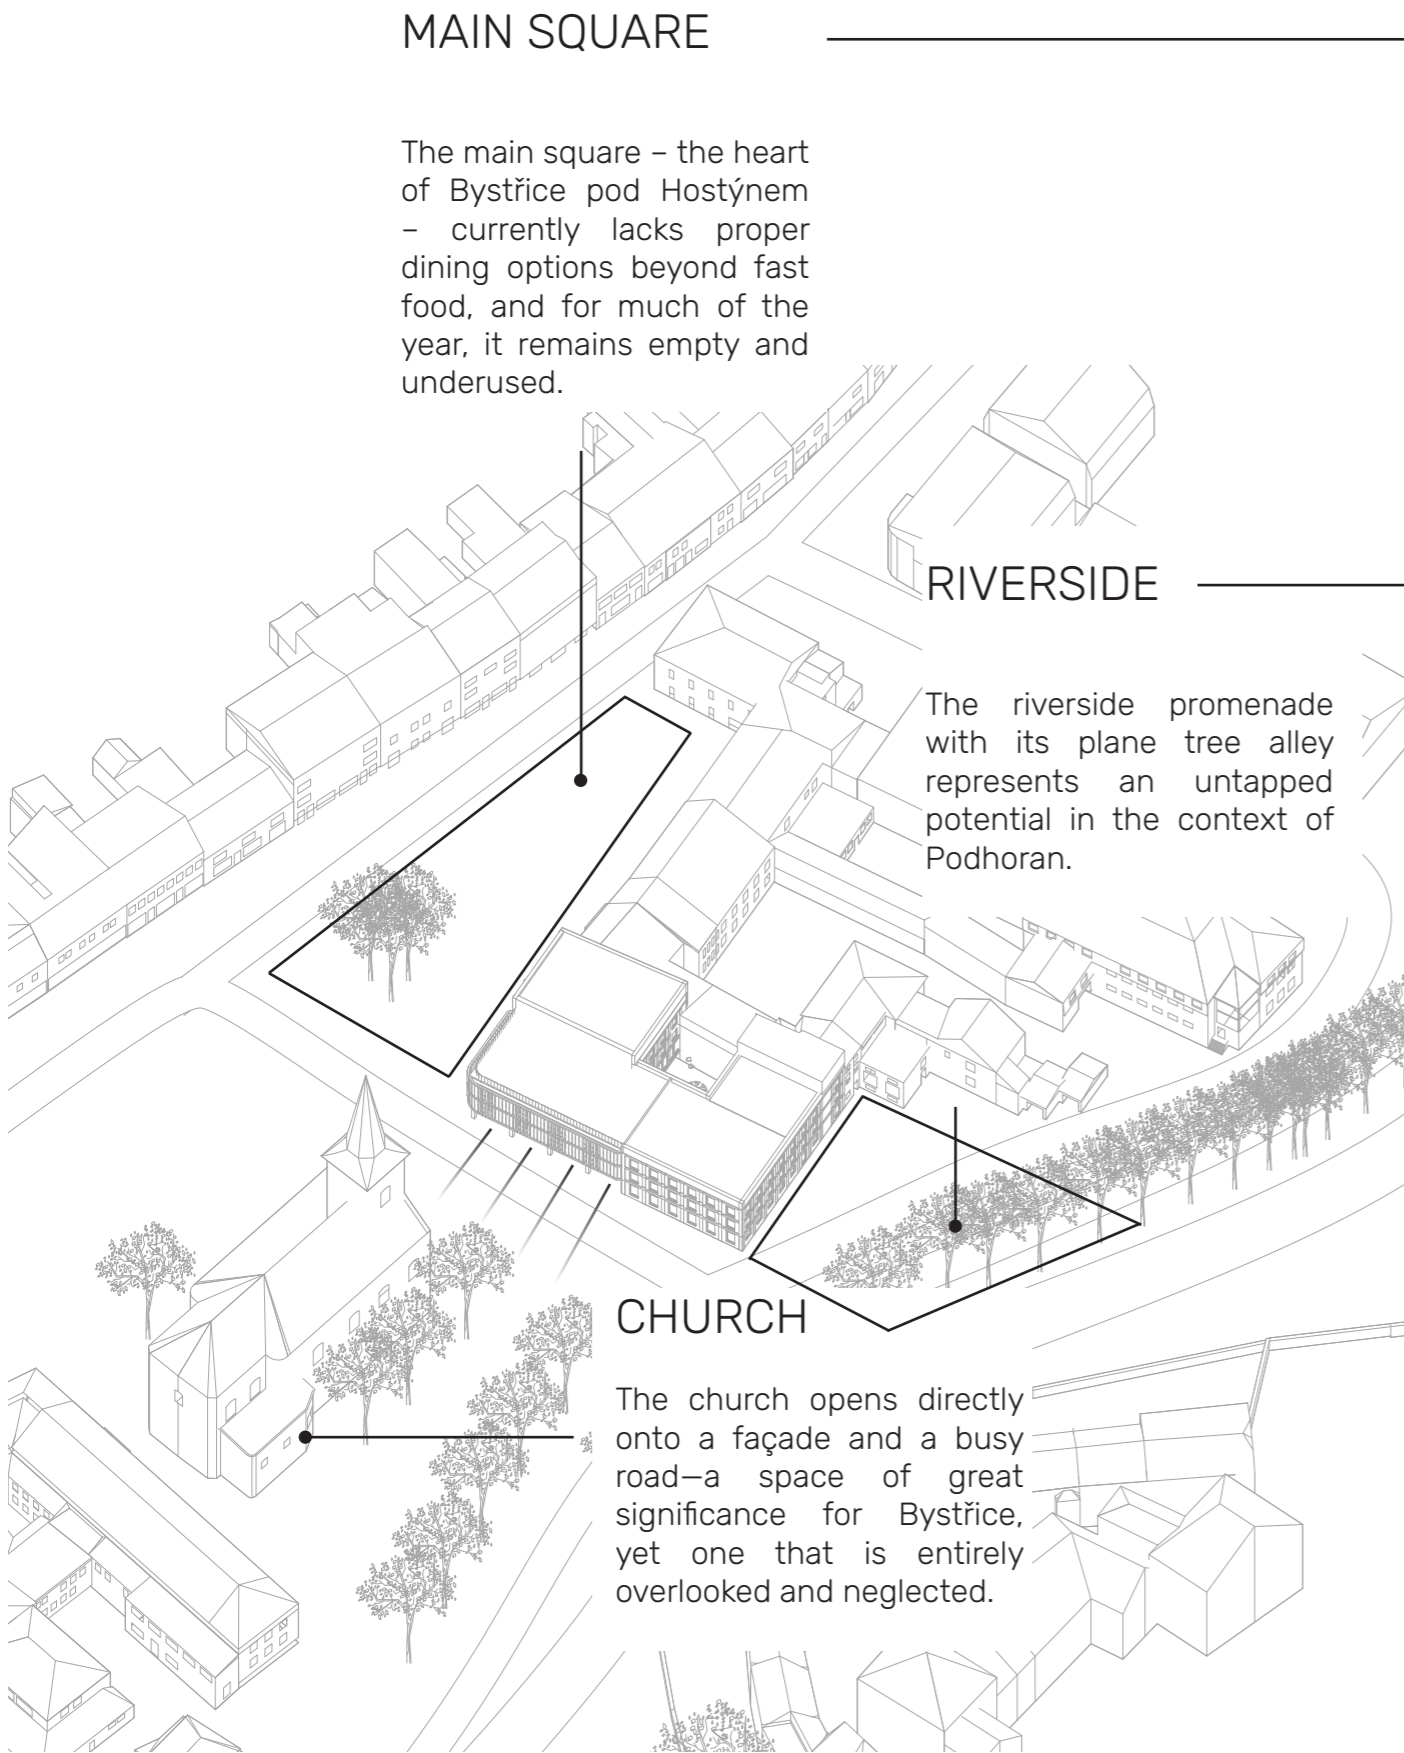 MAIN SQUARE
The main square – the heart
of Bystřice pod Hostýnem
– currently lacks proper
dining options beyond fast
food, and for much of the
year, it remains empty and
underused.
RIVERSIDE
The riverside promenade
with its plane tree alley
represents an untapped
potential in the context of
Podhoran.
CHURCH
The church opens directly
onto a façade and a busy
road—a space of great
significance for Bystřice,
yet one that is entirely
overlooked and neglected.